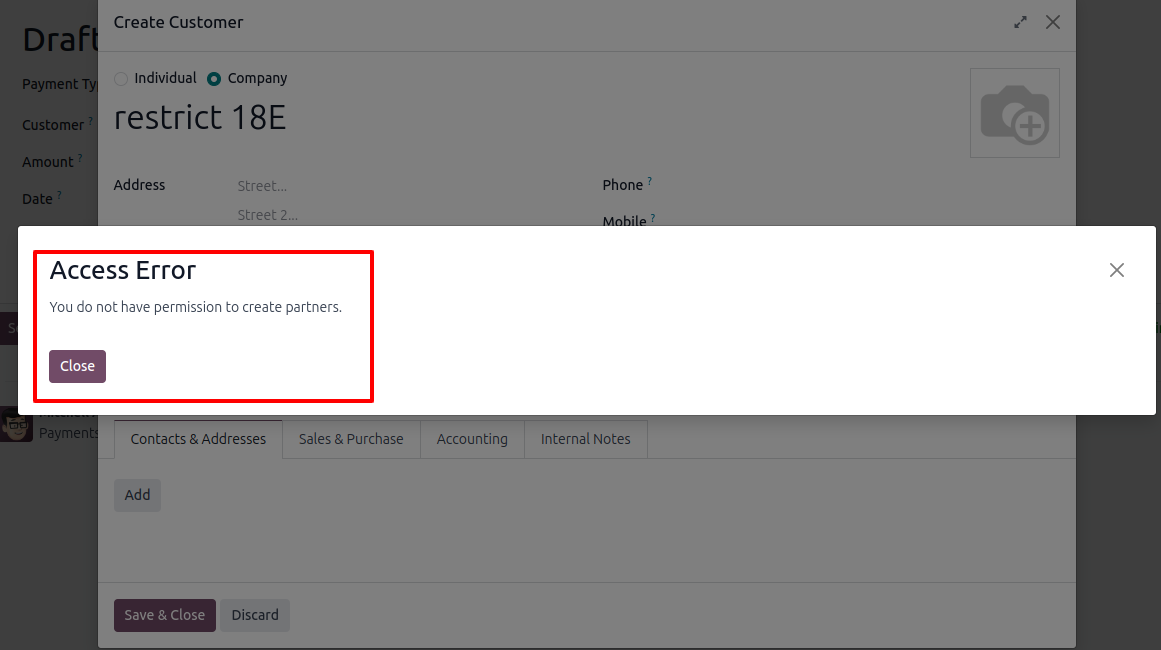 Draft
Create Customer
Payment Ty
Individual
Company
restrict 18E
Customer ?
Amount ?
Date ?
Address
Street...
Street 2...
Phone ?
Mobile ?
Access Error
You do not have permission to create partners.
Close
Payments
Contacts & Addresses
Sales & Purchase
Accounting
Internal Notes
Add
Save & Close
Discard